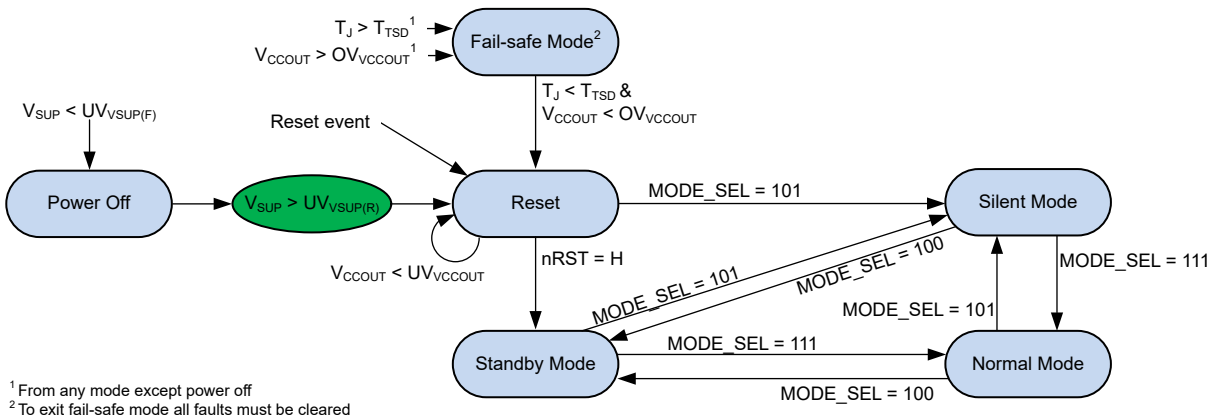 T_J > T_TSD^1
V_CCOUT > OV_VCCOUT^1
Fail-safe Mode^2
T_J < T_TSD &
V_CCOUT < OV_VCCOUT
V_SUP < UV_VSUP(F)
Reset event
Power Off
V_SUP > UV_VSUP(R)
Reset
MODE_SEL = 101
Silent Mode
V_CCOUT < UV_VCCOUT
nRST = H
MODE_SEL = 101
MODE_SEL = 100
MODE_SEL = 111
MODE_SEL = 101
Standby Mode
MODE_SEL = 111
Normal Mode
MODE_SEL = 100
^1 From any mode except power off
^2 To exit fail-safe mode all faults must be cleared